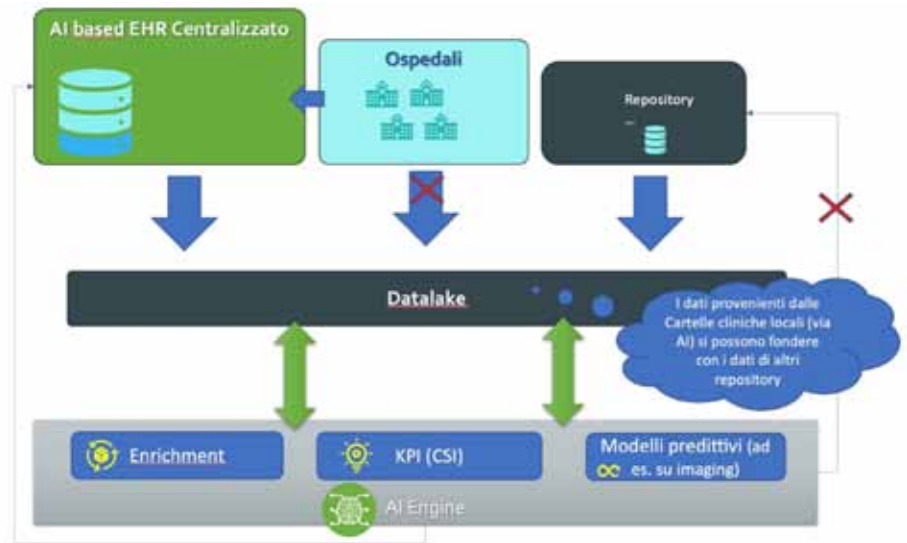 AI based EHR Centralizzato
Ospedali
Repository
...
Datalake
I dati provenienti dalle
Cartelle cliniche locali (via
AI) si possono fondere
con i dati di altri
repository
Enrichment
KPI (CSI)
Modelli predittivi (ad
es. su imaging)
AI Engine